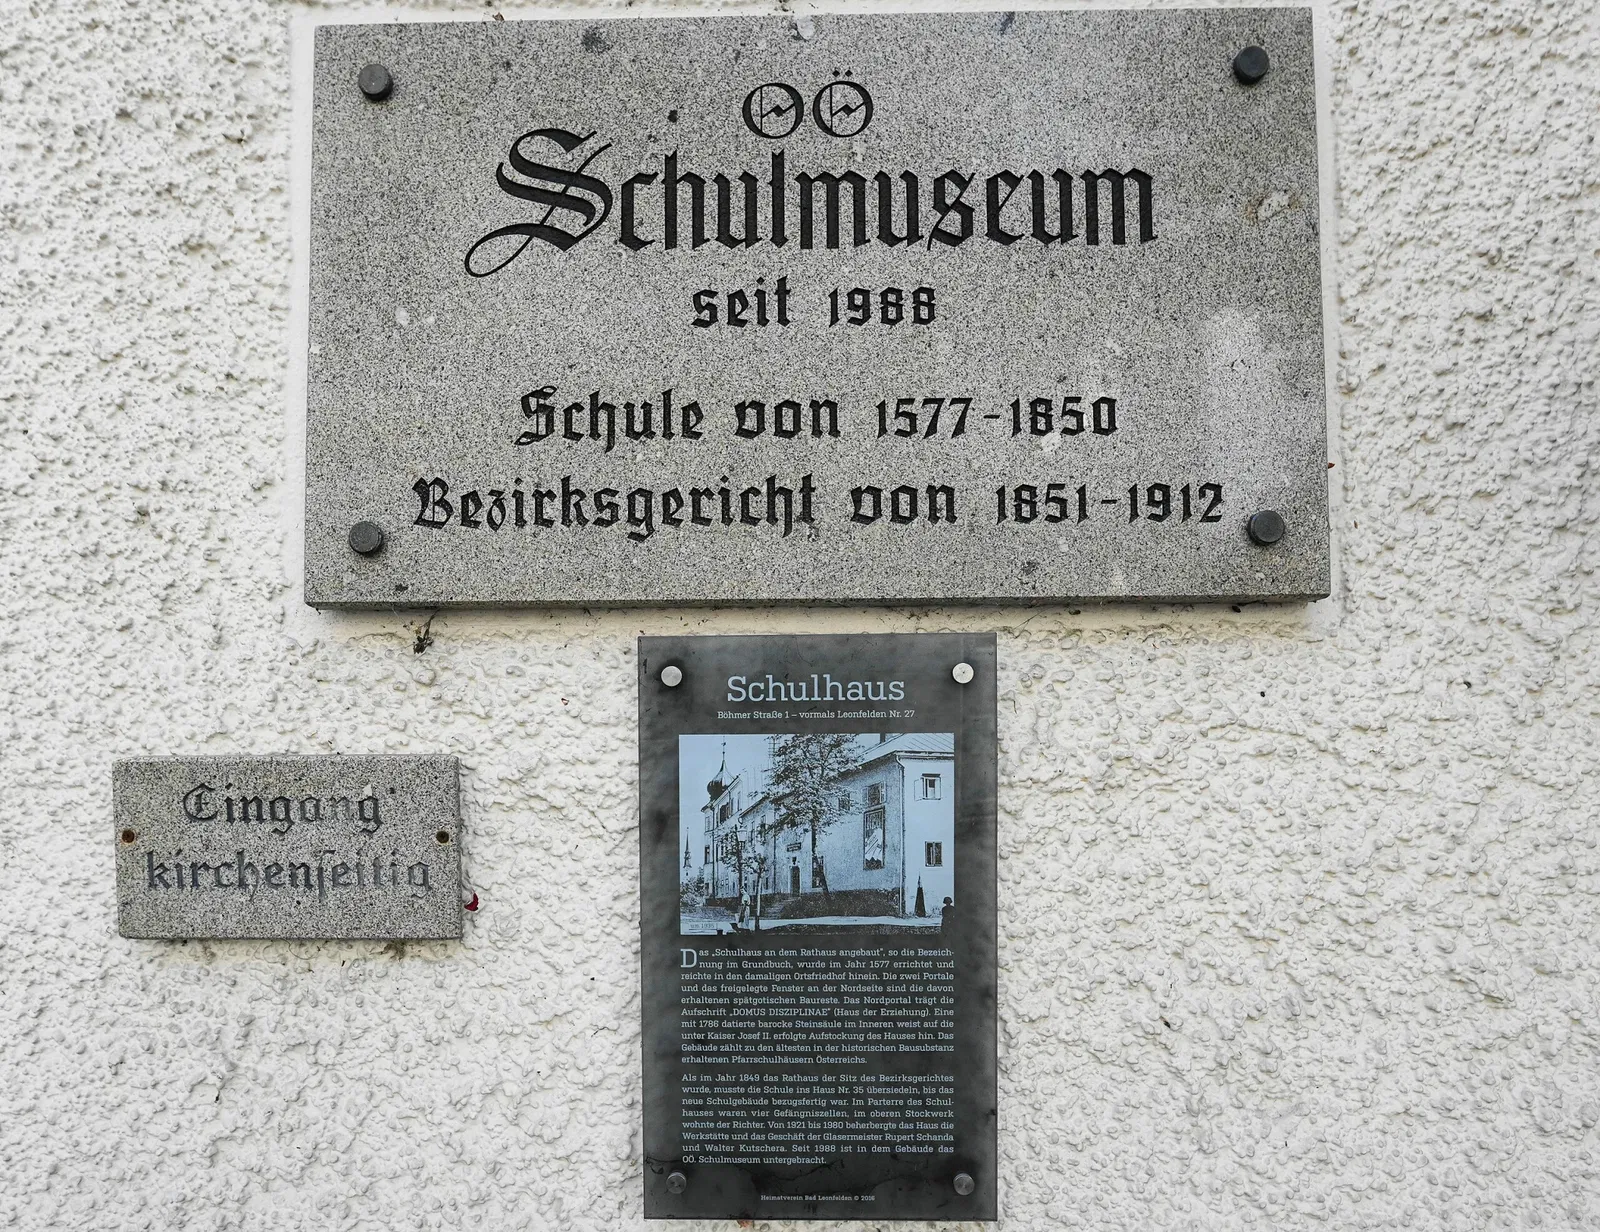 OÖ
Schulmuseum
seit 1988
Schule von 1577-1850
Bezirksgericht von 1851-1912
Eingang
kirchenseitig
Schulhaus
Böhmer Straße 1 – vormals Leonfelden Nr. 27
Das „Schulhaus an dem Rathaus angebaut", so die Bezeich-
nung im Grundbuch, wurde im Jahr 1577 errichtet und
reichte in den damaligen Ortsfriedhof hinein. Die zwei Portale
und das freigelegte Fenster an der Nordseite sind die davon
erhaltenen spätgotischen Baureste. Das Nordportal trägt die
Aufschrift „DOMUS DISZIPLINAE" (Haus der Erziehung). Eine
mit 1786 datierte barocke Steinsäule im Inneren weist auf die
unter Kaiser Josef II. erfolgte Aufstockung des Hauses hin. Das
Gebäude zählt zu den ältesten in der historischen Bausubstanz
erhaltenen Pfarrschulhäusern Österreichs.
Als im Jahr 1849 das Rathaus der Sitz des Bezirksgerichtes
wurde, musste die Schule ins Haus Nr. 35 übersiedeln, bis das
neue Schulgebäude bezugsfertig war. Im Parterre des Schul-
hauses waren vier Gefängniszellen, im oberen Stockwerk
wohnte der Richter. Von 1921 bis 1980 beherbergte das Haus die
Werkstätte und das Geschäft der Glasermeister Rupert Schanda
und Walter Kutschera. Seit 1988 ist in dem Gebäude das
OÖ. Schulmuseum untergebracht.
Heimatverein Bad Leonfelden © 2016